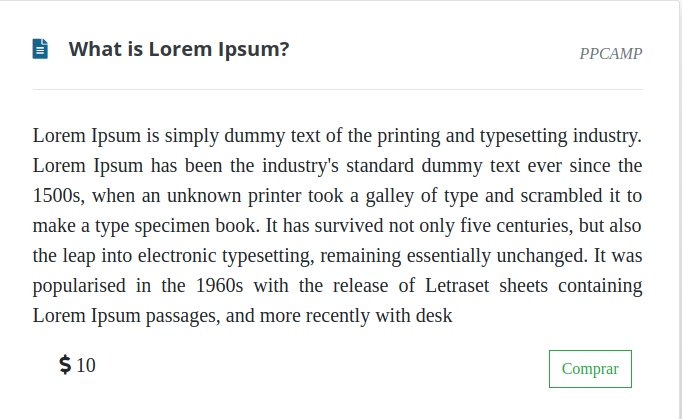 What is Lorem Ipsum?
PPCAMP
Lorem Ipsum is simply dummy text of the printing and typesetting industry.
Lorem Ipsum has been the industry's standard dummy text ever since the
1500s, when an unknown printer took a galley of type and scrambled it to
make a type specimen book. It has survived not only five centuries, but also
the leap into electronic typesetting, remaining essentially unchanged. It was
popularised in the 1960s with the release of Letraset sheets containing
Lorem Ipsum passages, and more recently with desk
$ 10
Comprar